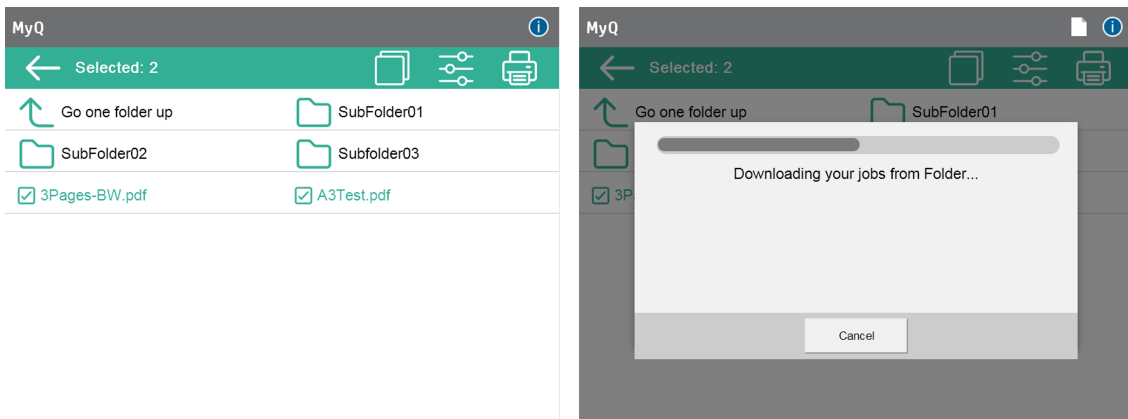 MyQ
Selected: 2
Go one folder up SubFolder01
SubFolder02 Subfolder03
3Pages-BW.pdf A3Test.pdf
MyQ
Selected: 2
Go one folder up SubFolder01
3P
Downloading your jobs from Folder...
Cancel